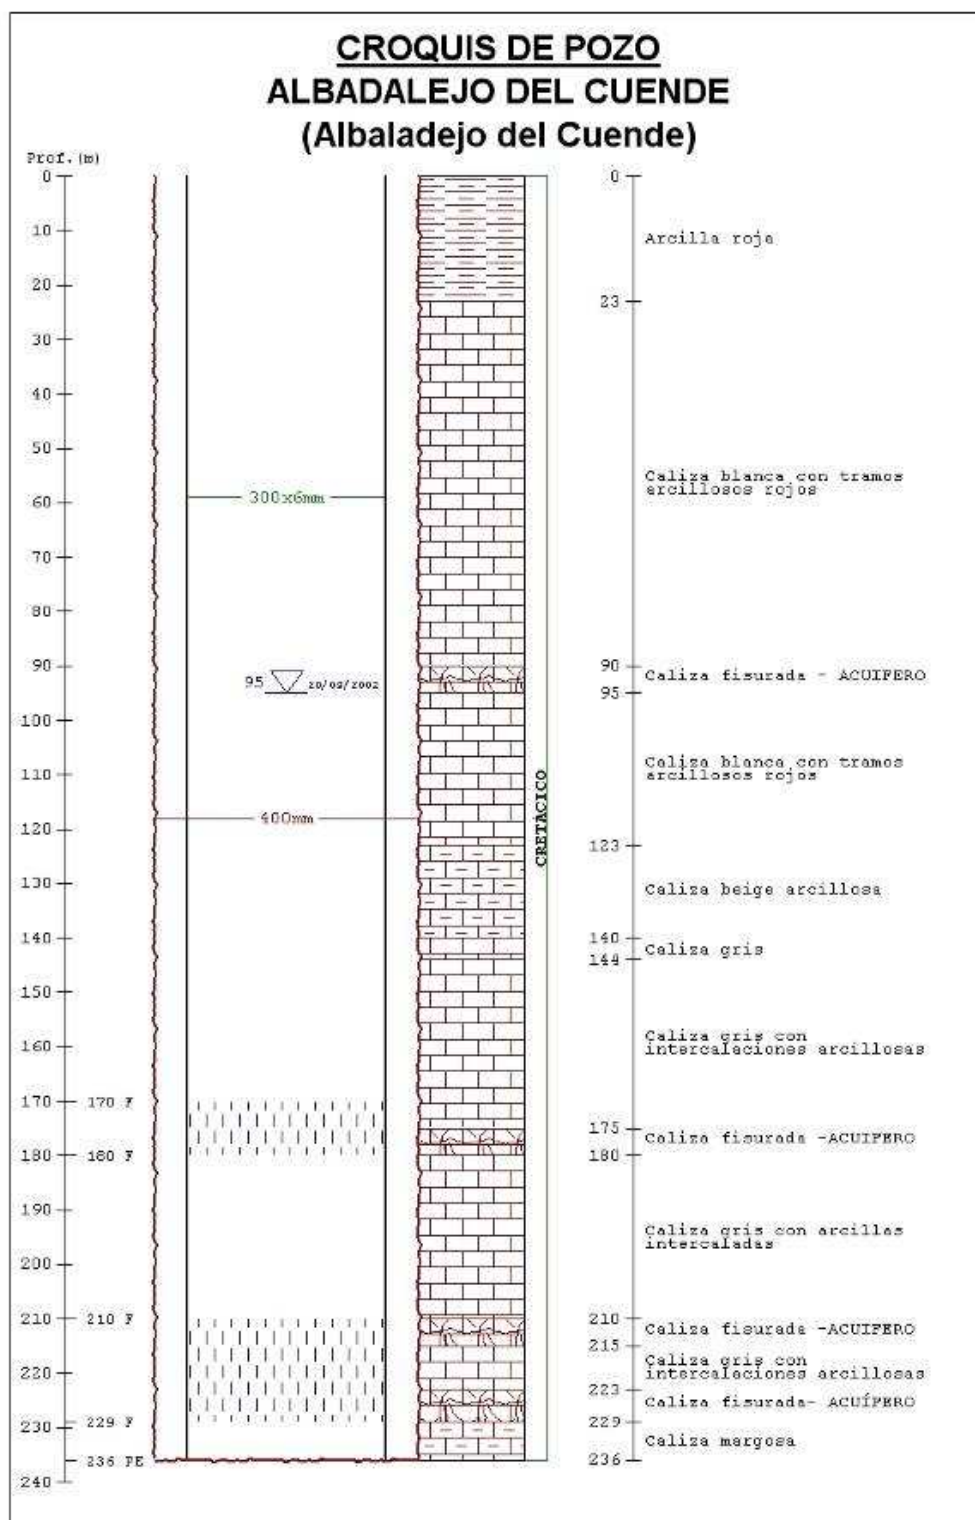 CROQUIS DE POZO
ALBADALEJO DEL CUENDE
(Albaladejo del Cuende)
Prof.(m)
0
10
20
30
40
50
60
70
80
90
100
110
120
130
140
150
160
170
180
190
200
210
220
230
240
170 F
180 F
210 F
229 F
236 PE
300x6mm
95
20/08/2002
400mm
CRETACICO
0
Arcilla roja
23
Caliza blanca con tramos
arcillosos rojos
90
Caliza fisurada - ACUIFERO
95
Caliza blanca con tramos
arcillosos rojos
123
Caliza beige arcillosa
140
Caliza gris
144
Caliza gris con
intercalaciones arcillosas
175
Caliza fisurada -ACUIFERO
180
Caliza gris con arcillas
intercaladas
210
Caliza fisurada -ACUIFERO
215
Caliza gris con
intercalaciones arcillosas
223
Caliza fisurada- ACUÍFERO
229
Caliza margosa
236